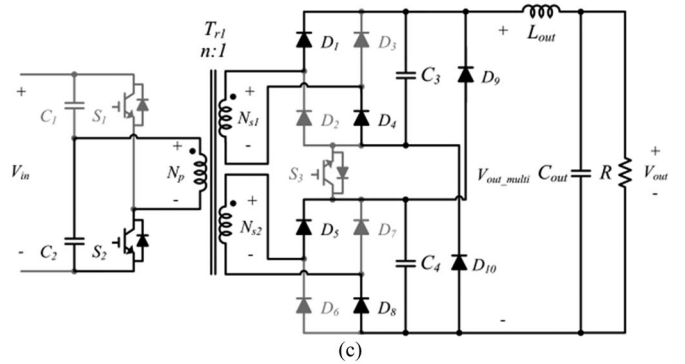 Tr1
n:1
+
Lout
D1
D3
C3
D9
+
C1
S1
+
Np
-
+
Ns1
-
D2
D4
Vin
S3
Vout_multi
Cout
R
+
Vout
-
-
C2
S2
+
Ns2
-
D5
D7
C4
D10
D6
D8
-
(c)